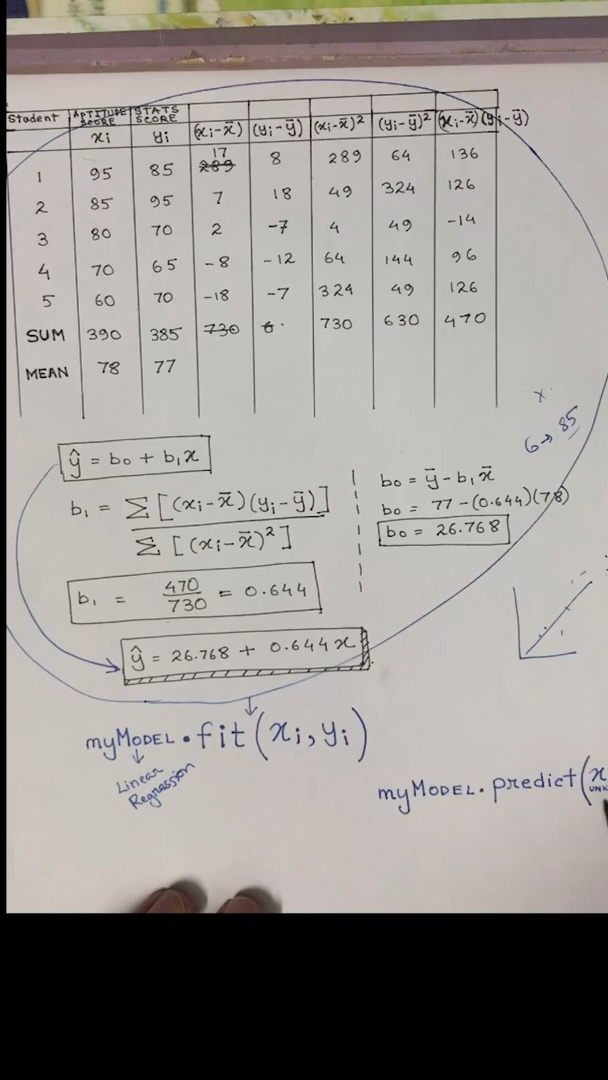 Student APTITUDE SCORE STATS SCORE
xi yi (xi-x̄) (yi-ȳ) (xi-x̄)² (yi-ȳ)² (xi-x̄)(yi-ȳ)
1 95 85 289 17 8 289 64 136
2 85 95 7 18 49 324 126
3 80 70 2 -7 4 49 -14
4 70 65 -8 -12 64 144 96
5 60 70 -18 -7 324 49 126
SUM 390 385 730 730 630 470
MEAN 78 77
x
6→85
ŷ = b0 + b1x
b1 = Σ[(xi-x̄)(yi-ȳ)]
Σ[(xi-x̄)²]
b1 = 470/730 = 0.644
b0 = ȳ - b1x̄
b0 = 77-(0.644)(78)
b0 = 26.768
ŷ = 26.768 + 0.644x
myMODEL.fit(xi,yi)
Linear
Regression
myMODEL.predict(x